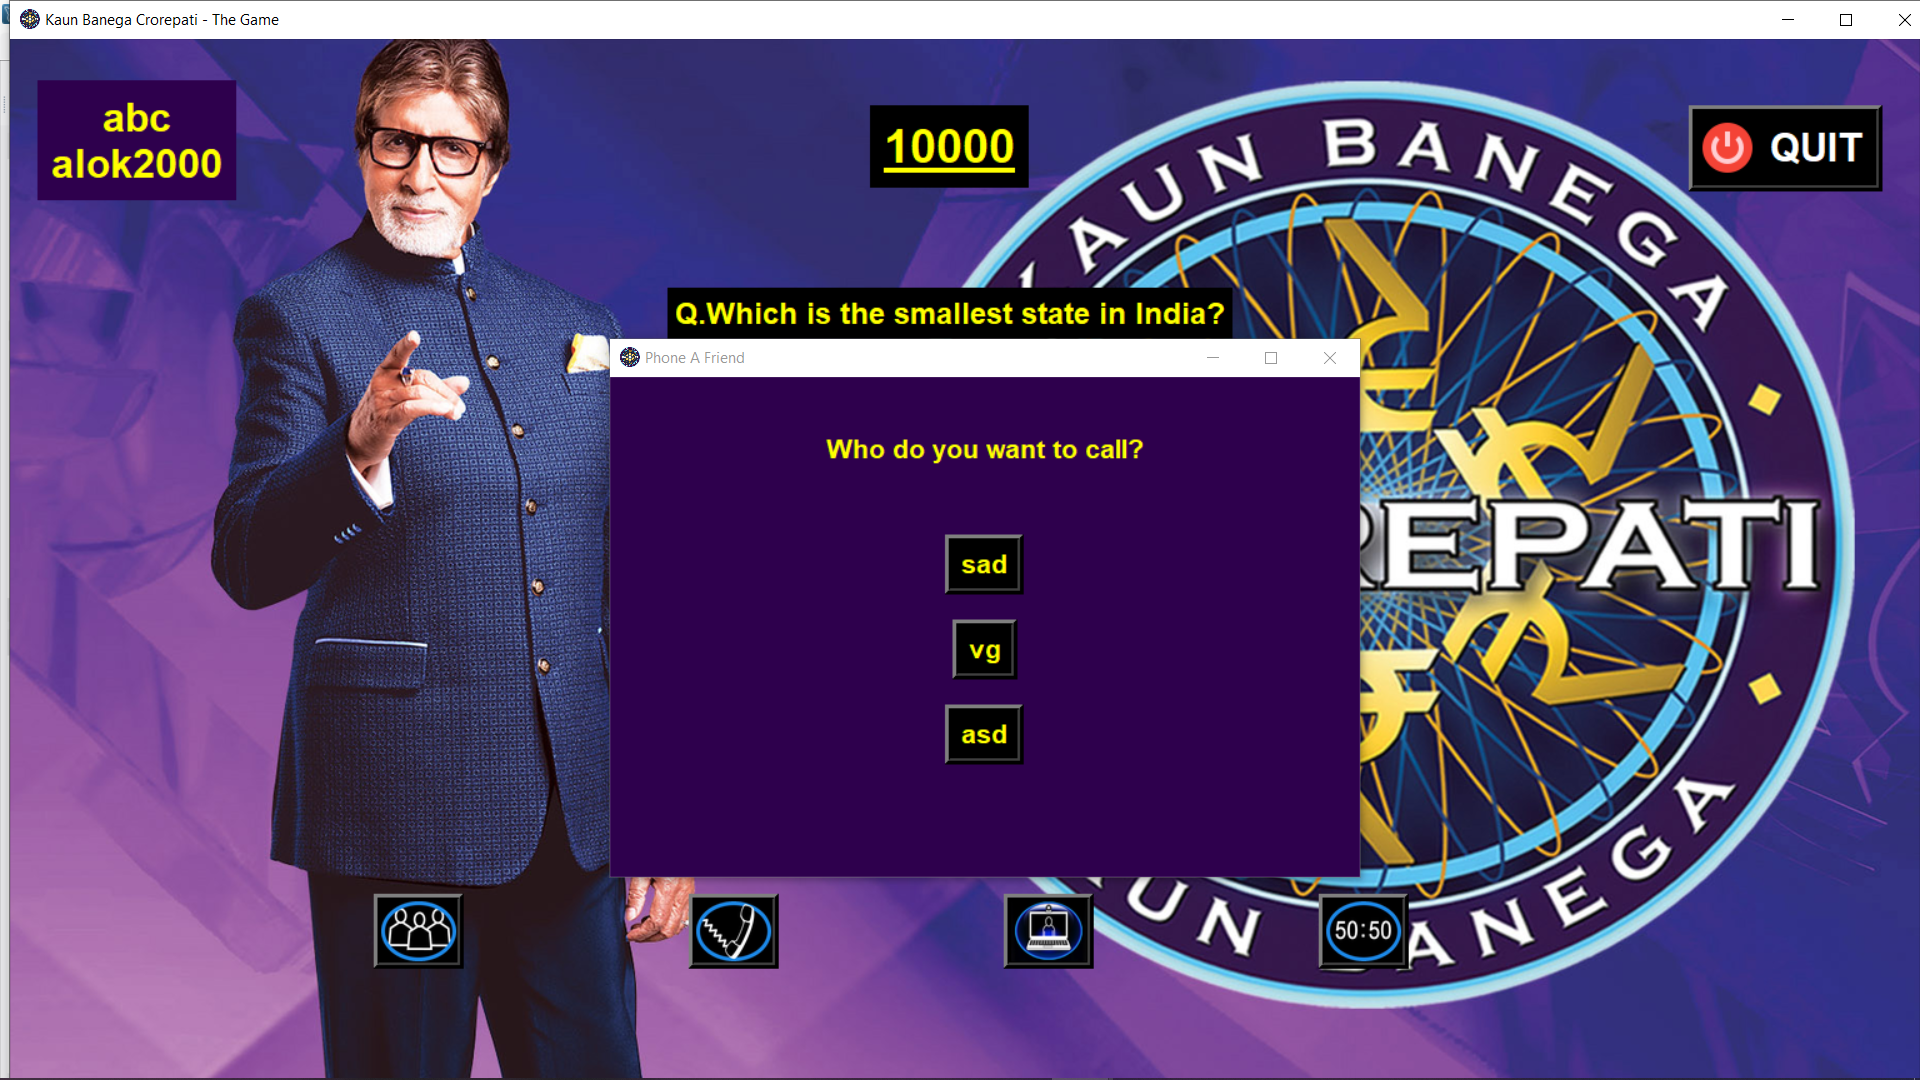 Kaun Banega Crorepati - The Game
abc
alok2000
10000
QUIT
KAUN BANEGA
Q.Which is the smallest state in India?
Phone A Friend
Who do you want to call?
REPATI
sad
vg
asd
50:50
UN BANEGA